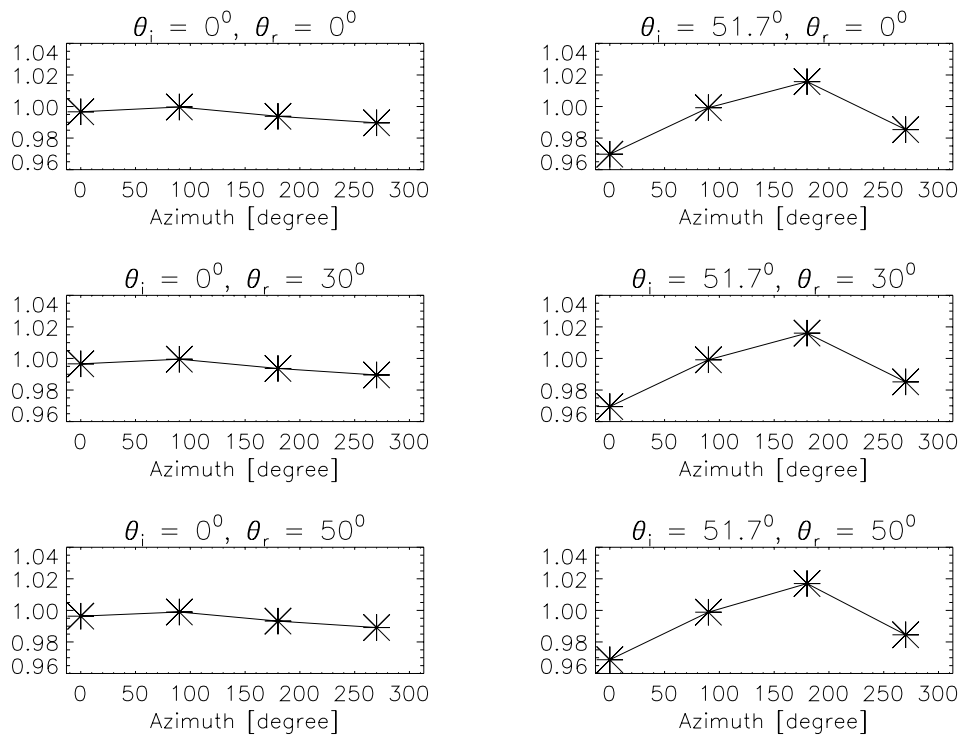 θi = 0⁰, θr = 0⁰
1.04
1.02
1.00
0.98
0.96
0 50 100 150 200 250 300
Azimuth [degree]
θi = 51.7⁰, θr = 0⁰
1.04
1.02
1.00
0.98
0.96
0 50 100 150 200 250 300
Azimuth [degree]
θi = 0⁰, θr = 30⁰
1.04
1.02
1.00
0.98
0.96
0 50 100 150 200 250 300
Azimuth [degree]
θi = 51.7⁰, θr = 30⁰
1.04
1.02
1.00
0.98
0.96
0 50 100 150 200 250 300
Azimuth [degree]
θi = 0⁰, θr = 50⁰
1.04
1.02
1.00
0.98
0.96
0 50 100 150 200 250 300
Azimuth [degree]
θi = 51.7⁰, θr = 50⁰
1.04
1.02
1.00
0.98
0.96
0 50 100 150 200 250 300
Azimuth [degree]